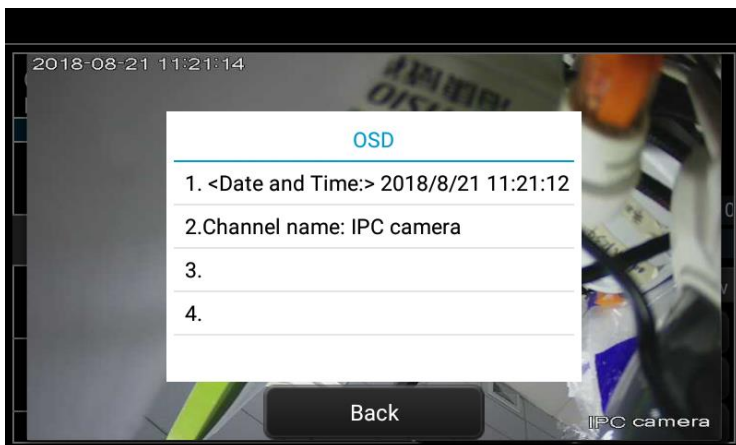 2018-08-21 11:21:14
OSD
1. <Date and Time:> 2018/8/21 11:21:12
2.Channel name: IPC camera
3.
4.
Back
IPC camera